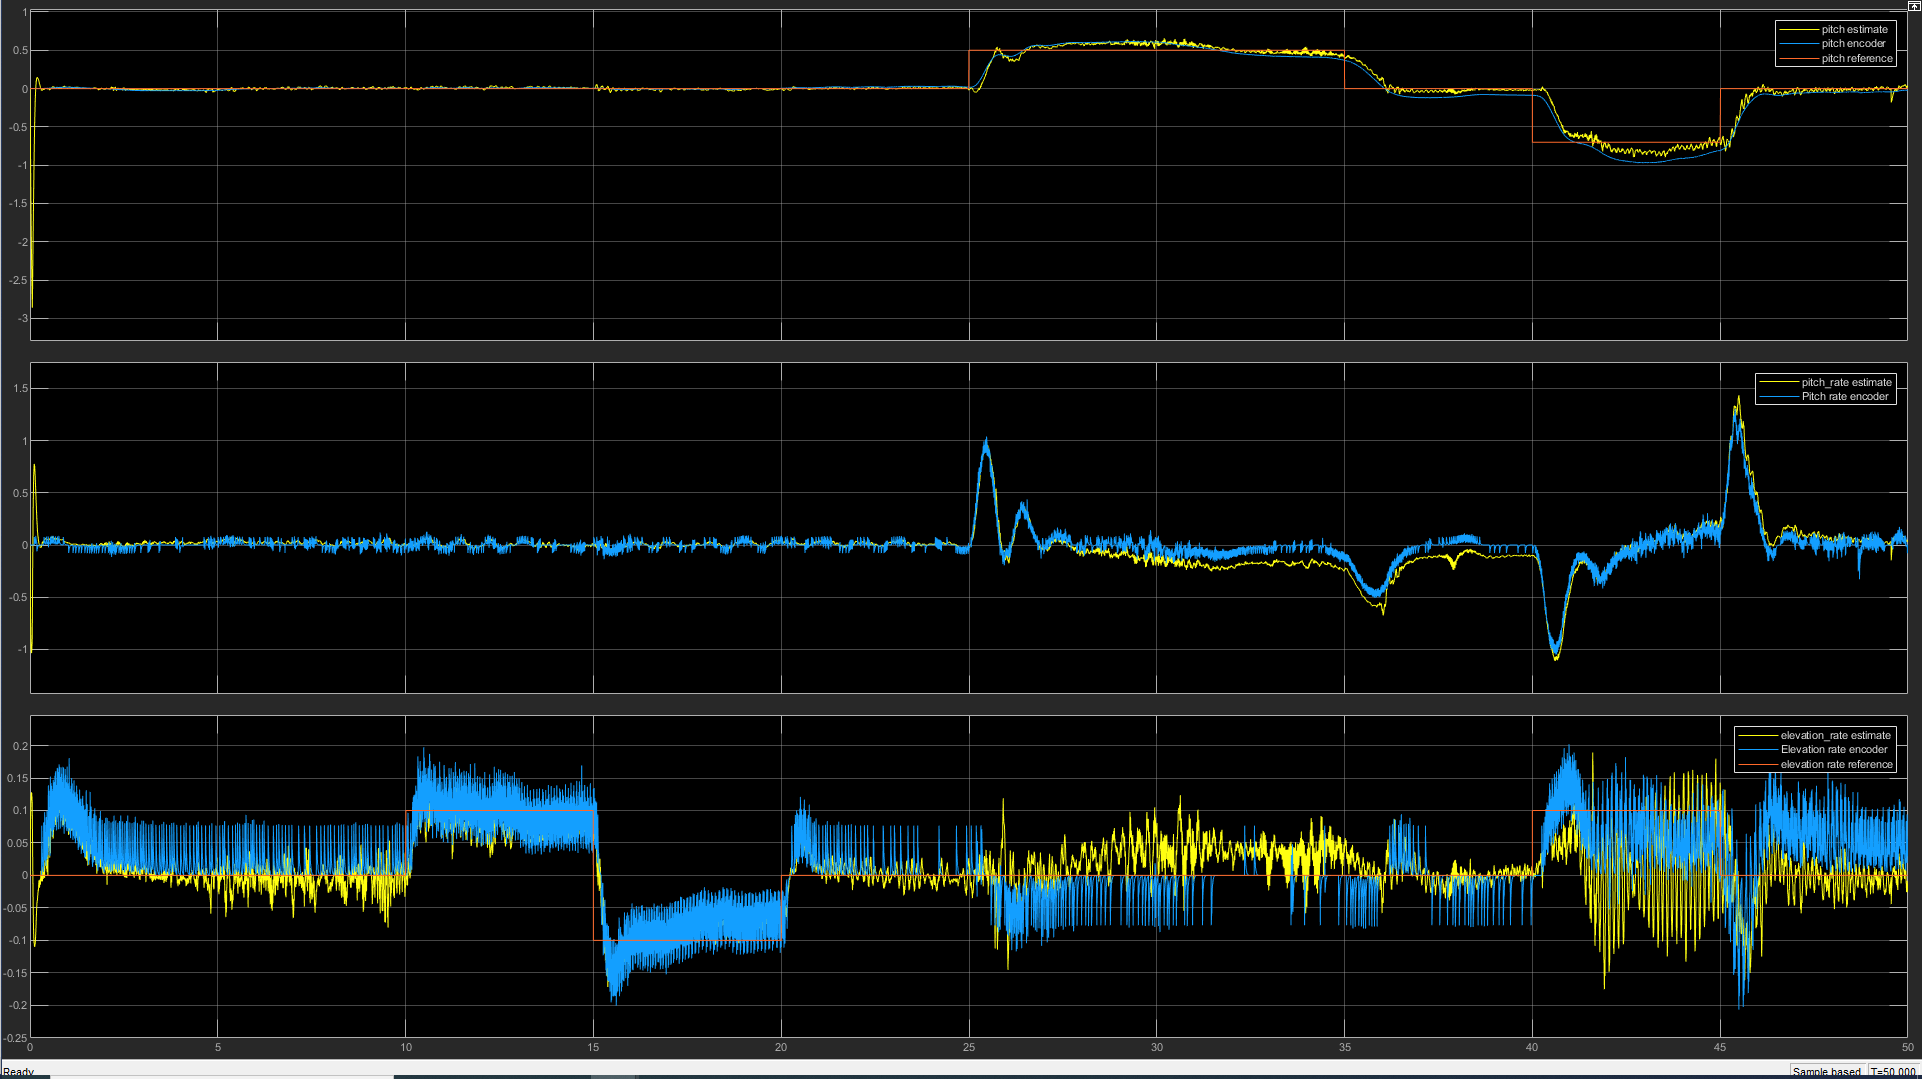 1
0.5
0
-0.5
-1
-1.5
-2
-2.5
-3
pitch estimate
pitch encoder
pitch reference
1.5
1
0.5
0
-0.5
-1
pitch_rate estimate
Pitch rate encoder
0.2
0.15
0.1
0.05
0
-0.05
-0.1
-0.15
-0.2
-0.25
elevation_rate estimate
Elevation rate encoder
elevation rate reference
0 5 10 15 20 25 30 35 40 45 50
Ready Sample based T=50.000